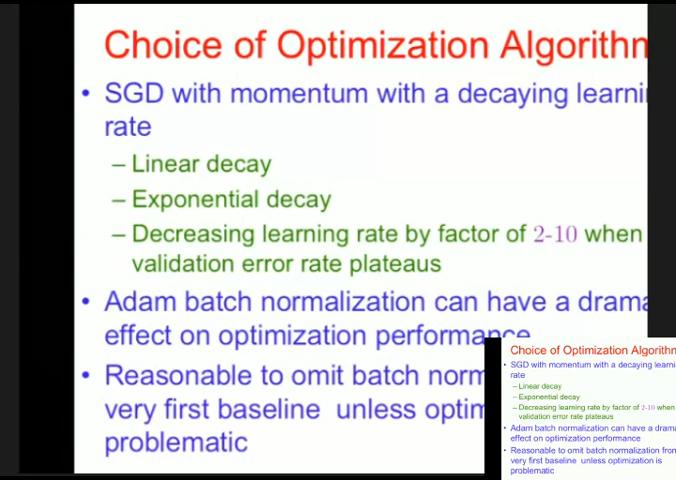 Choice of Optimization Algorithm
• SGD with momentum with a decaying learni
rate
– Linear decay
– Exponential decay
– Decreasing learning rate by factor of 2-10 when
validation error rate plateaus
• Adam batch normalization can have a drama
effect on optimization performance
• Reasonable to omit batch norm
very first baseline unless optim
problematic
Choice of Optimization Algorithm
• SGD with momentum with a decaying learni
rate
– Linear decay
– Exponential decay
– Decreasing learning rate by factor of 2-10 when
validation error rate plateaus
• Adam batch normalization can have a drama
effect on optimization performance
• Reasonable to omit batch normalization from
very first baseline unless optimization is
problematic